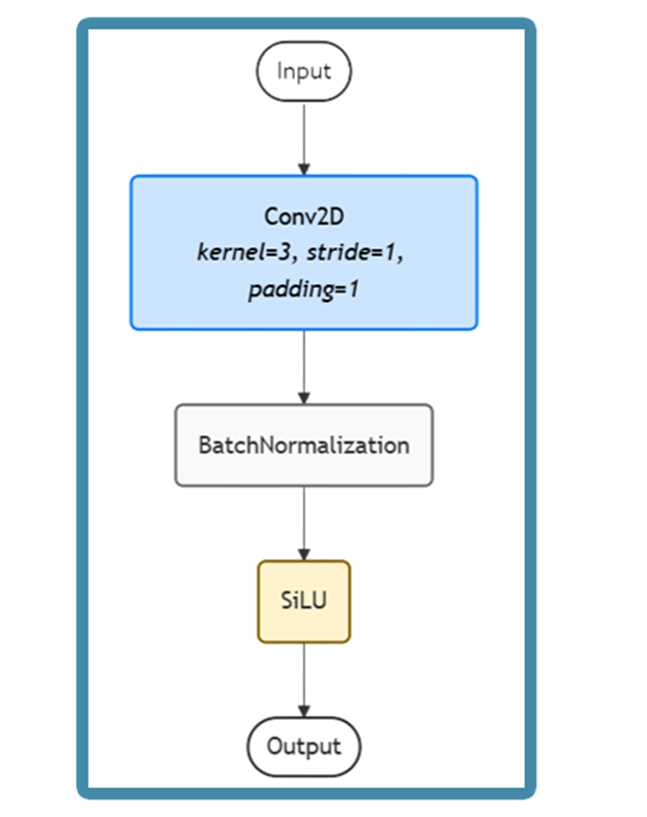 Input
Conv2D
kernel=3, stride=1,
padding=1
BatchNormalization
SiLU
Output